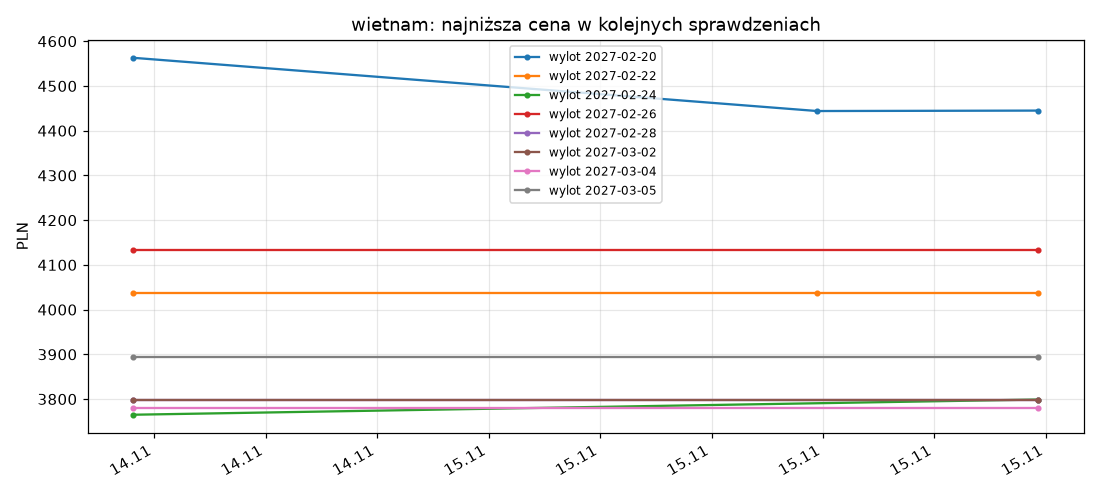 wietnam: najniższa cena w kolejnych sprawdzeniach
4600
4500
4400
4300
4200
4100
4000
3900
3800
PLN
wylot 2027-02-20
wylot 2027-02-22
wylot 2027-02-24
wylot 2027-02-26
wylot 2027-02-28
wylot 2027-03-02
wylot 2027-03-04
wylot 2027-03-05
14.11
14.11
14.11
15.11
15.11
15.11
15.11
15.11
15.11